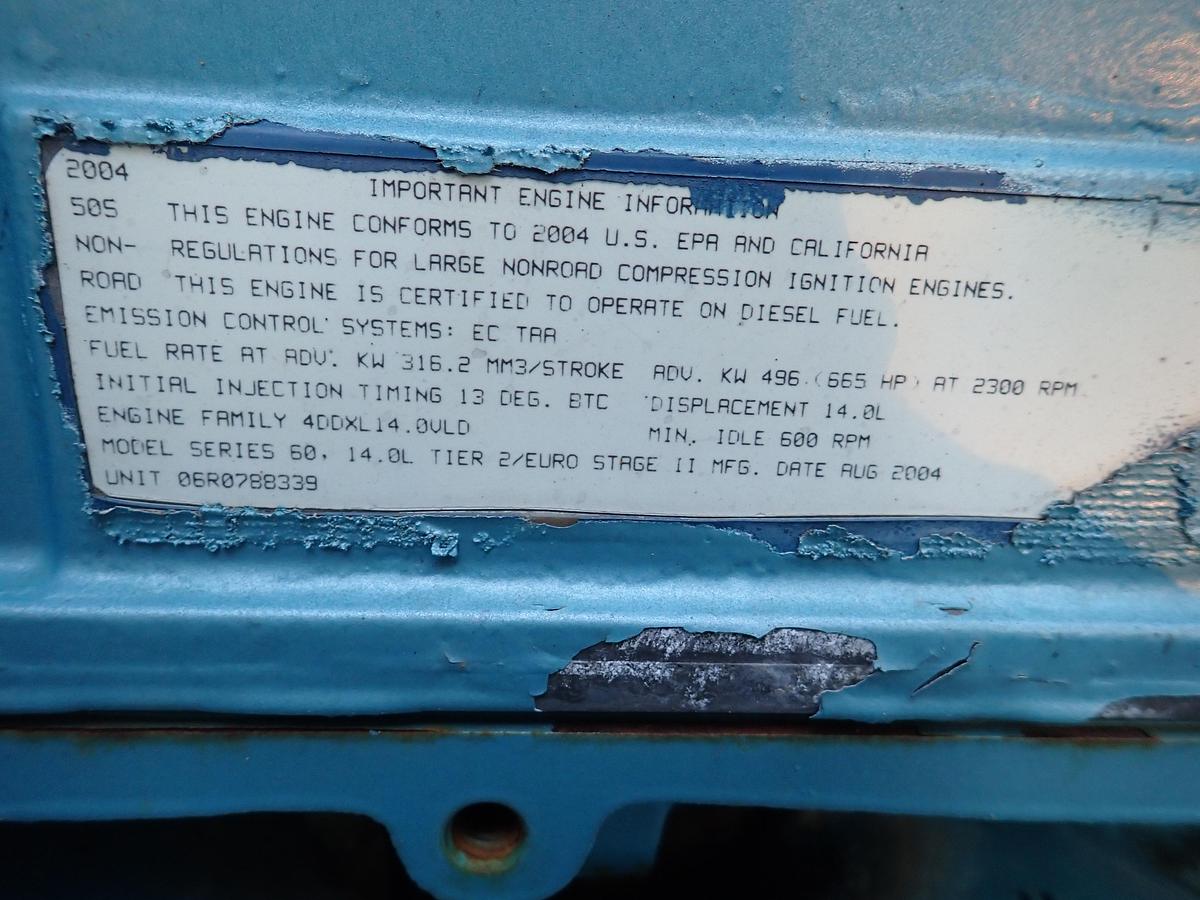 2004
IMPORTANT ENGINE INFORMATION
505 THIS ENGINE CONFORMS TO 2004 U.S. EPA AND CALIFORNIA
NON- REGULATIONS FOR LARGE NONROAD COMPRESSION IGNITION ENGINES.
ROAD THIS ENGINE IS CERTIFIED TO OPERATE ON DIESEL FUEL.
EMISSION CONTROL SYSTEMS: EC TAA
FUEL RATE AT ADV. KW 316.2 MM3/STROKE ADV. KW 496 (665 HP) AT 2300 RPM
INITIAL INJECTION TIMING 13 DEG. BTC DISPLACEMENT 14.0L
ENGINE FAMILY 4DDXL14.0VLD MIN. IDLE 600 RPM
MODEL SERIES 60, 14.0L TIER 2/EURO STAGE II MFG. DATE AUG 2004
UNIT 06R0788339